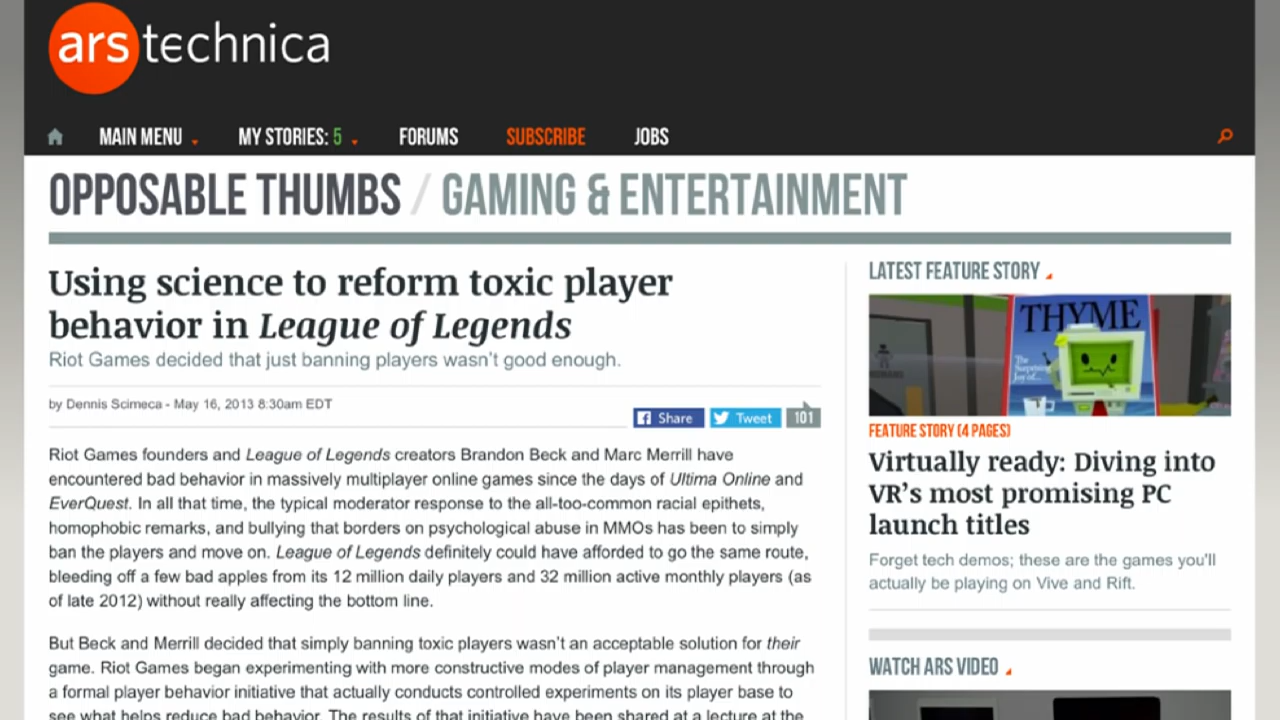 ars technica
MAIN MENU
MY STORIES: 5
FORUMS
SUBSCRIBE
JOBS
OPPOSABLE THUMBS / GAMING & ENTERTAINMENT
Using science to reform toxic player
behavior in League of Legends
Riot Games decided that just banning players wasn't good enough.
by Dennis Scimeca - May 16, 2013 8:30am EDT
Share
Tweet
101
Riot Games founders and League of Legends creators Brandon Beck and Marc Merrill have
encountered bad behavior in massively multiplayer online games since the days of Ultima Online and
EverQuest. In all that time, the typical moderator response to the all-too-common racial epithets,
homophobic remarks, and bullying that borders on psychological abuse in MMOs has been to simply
ban the players and move on. League of Legends definitely could have afforded to go the same route,
bleeding off a few bad apples from its 12 million daily players and 32 million active monthly players (as
of late 2012) without really affecting the bottom line.
But Beck and Merrill decided that simply banning toxic players wasn't an acceptable solution for their
game. Riot Games began experimenting with more constructive modes of player management through
a formal player behavior initiative that actually conducts controlled experiments on its player base to
see what helps reduce bad behavior. The results of that initiative have been shared at a lecture at the
LATEST FEATURE STORY
THYME
The
Surprising
Joy of...
FEATURE STORY (4 PAGES)
Virtually ready: Diving into
VR's most promising PC
launch titles
Forget tech demos; these are the games you'll
actually be playing on Vive and Rift.
WATCH ARS VIDEO